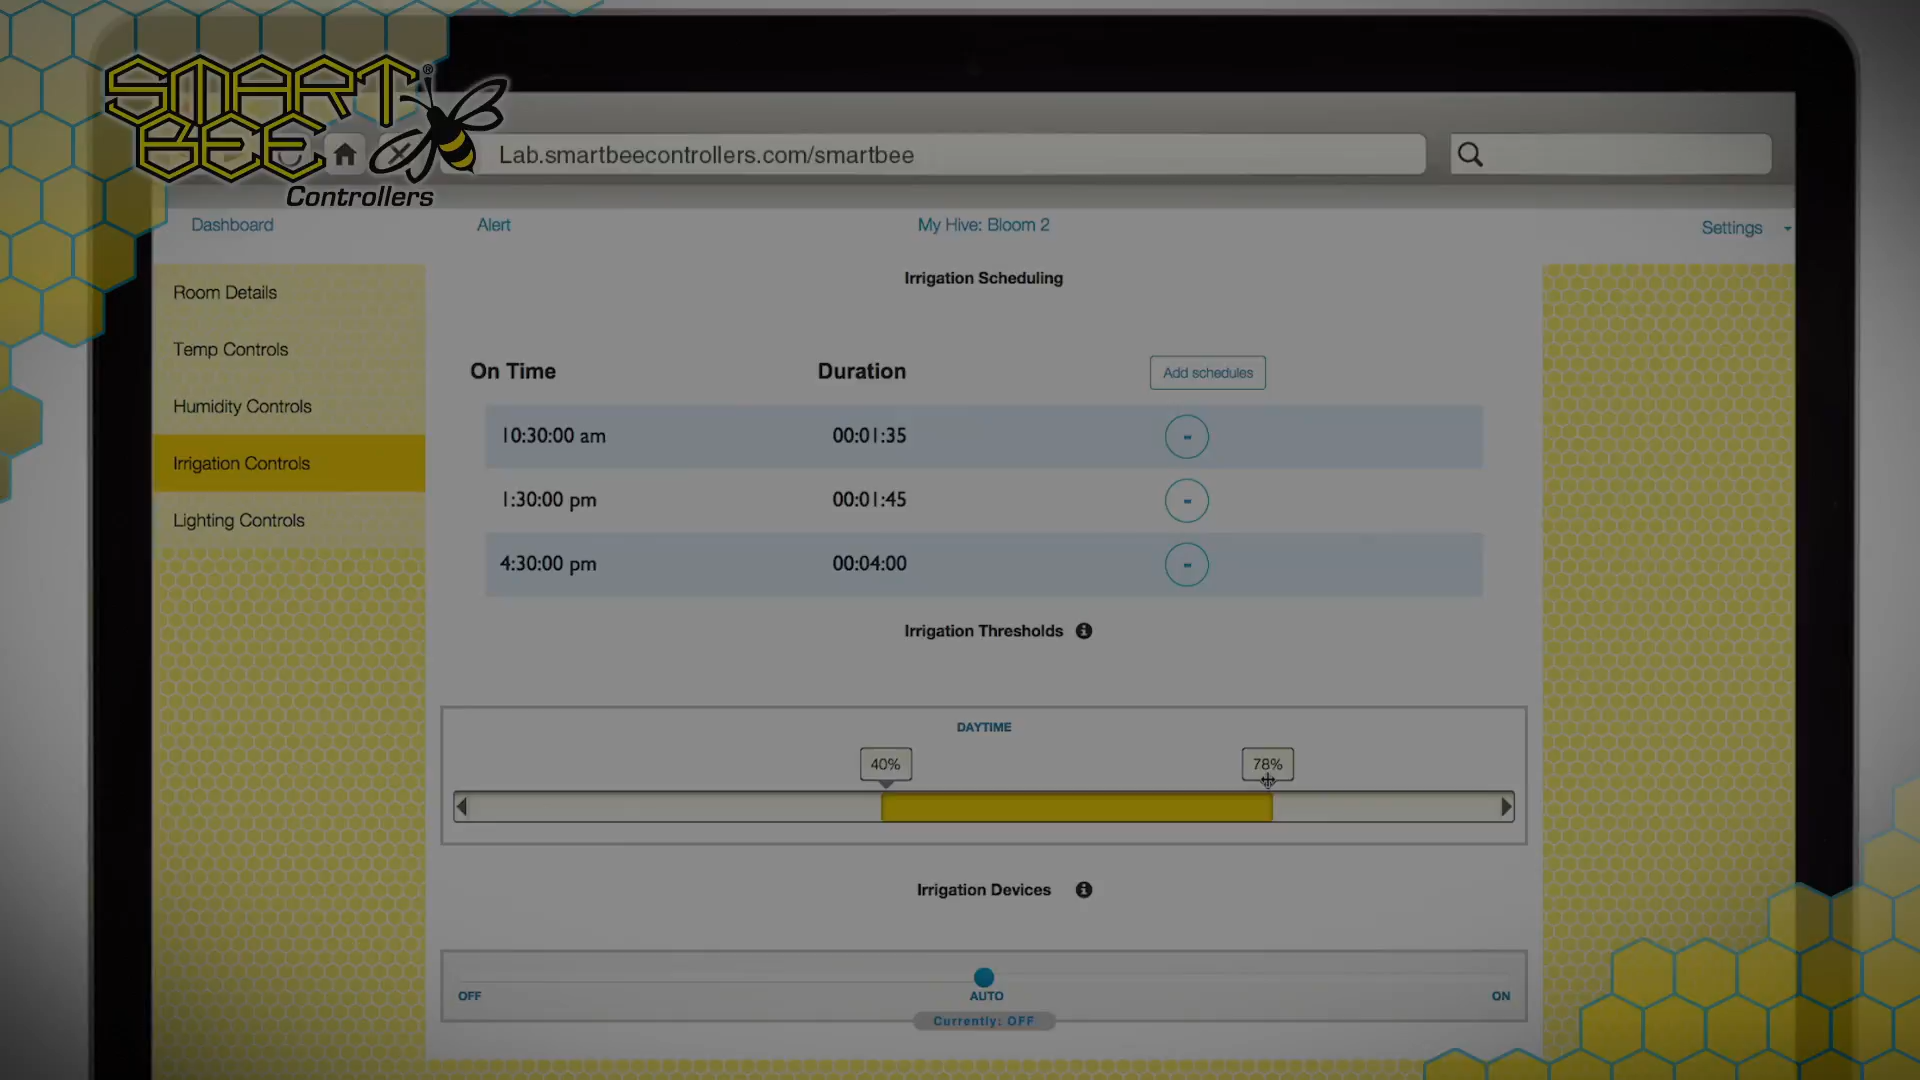 SMART®
BEE
Controllers
Lab.smartbeecontrollers.com/smartbee
Dashboard
Alert
My Hive: Bloom 2
Settings
Room Details
Temp Controls
Humidity Controls
Irrigation Controls
Lighting Controls
Irrigation Scheduling
On Time
Duration
Add schedules
10:30:00 am
00:01:35
-
1:30:00 pm
00:01:45
-
4:30:00 pm
00:04:00
-
Irrigation Thresholds
DAYTIME
40%
78%
Irrigation Devices
OFF
AUTO
ON
Currently: OFF